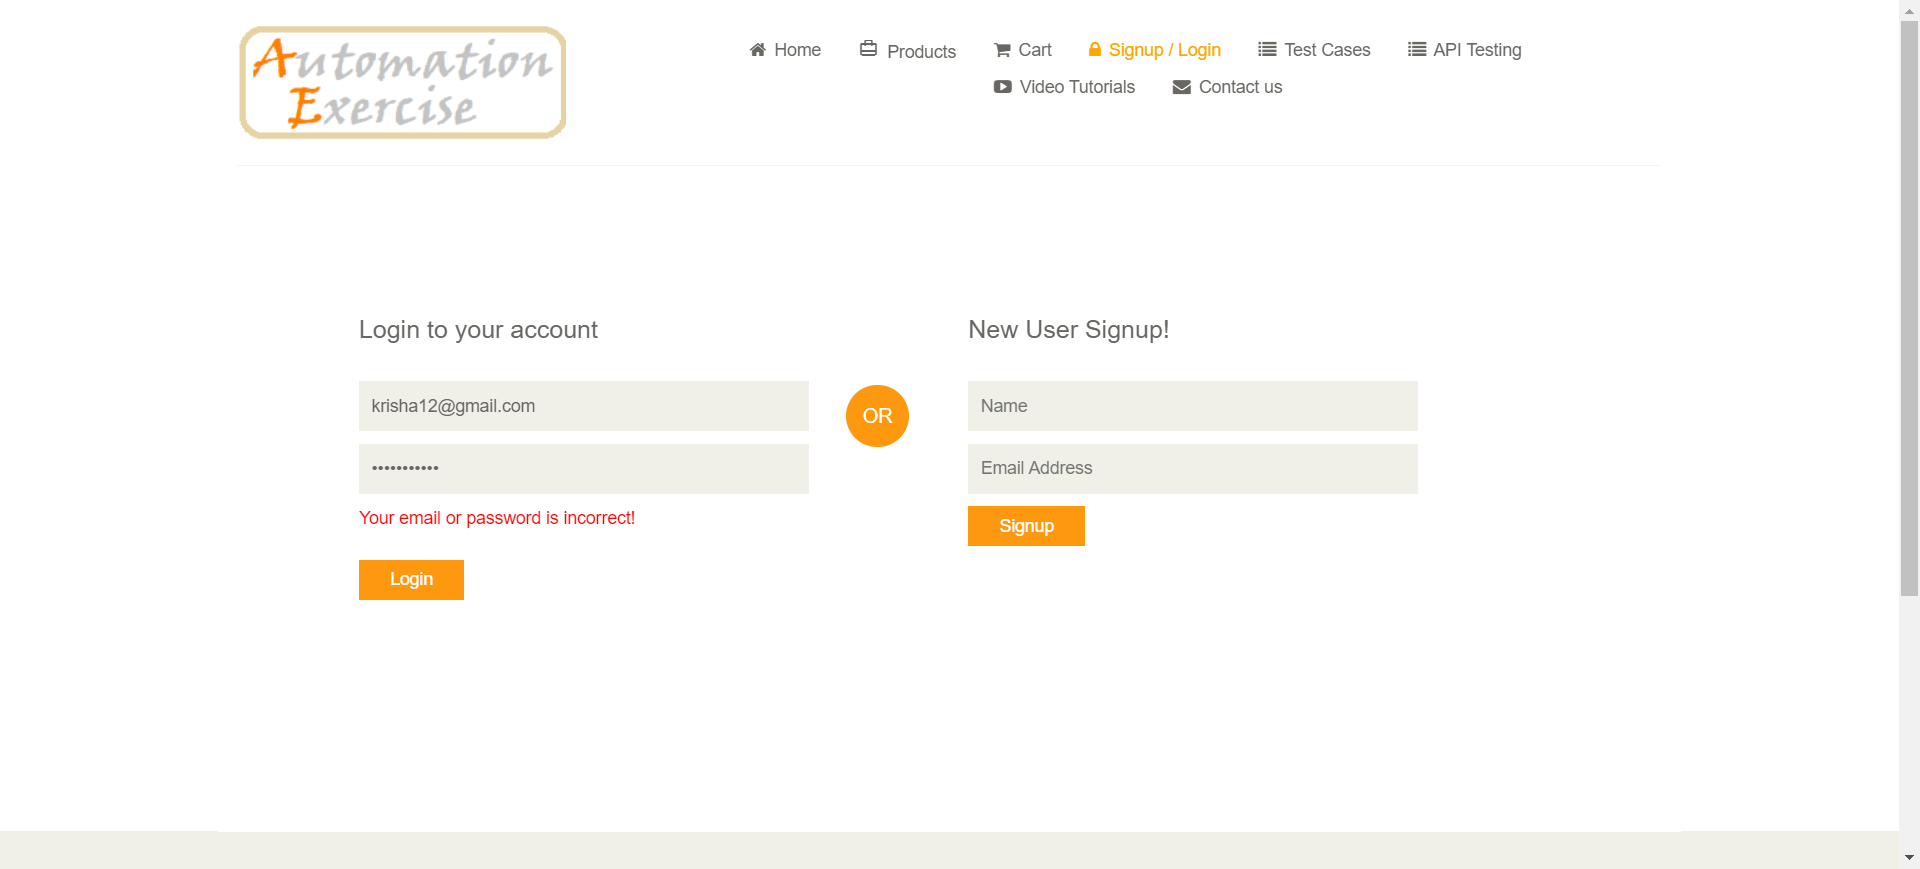 Automation
Exercise
Home Products Cart Signup / Login Test Cases API Testing
Video Tutorials Contact us
Login to your account
krisha12@gmail.com
•••••••••••
Your email or password is incorrect!
Login
OR
New User Signup!
Name
Email Address
Signup